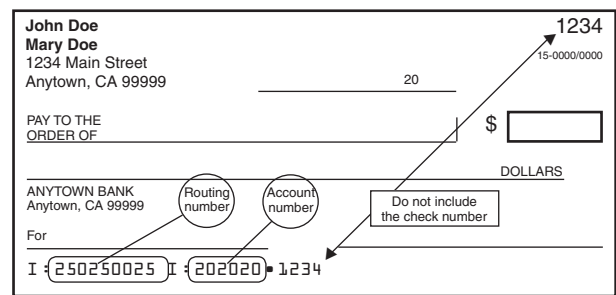 John Doe
Mary Doe
1234 Main Street
Anytown, CA 99999
1234
15-0000/0000
20
PAY TO THE
ORDER OF
$
DOLLARS
ANYTOWN BANK
Anytown, CA 99999
Routing
number
Account
number
Do not include
the check number
For
I:250250025 I:202020•1234